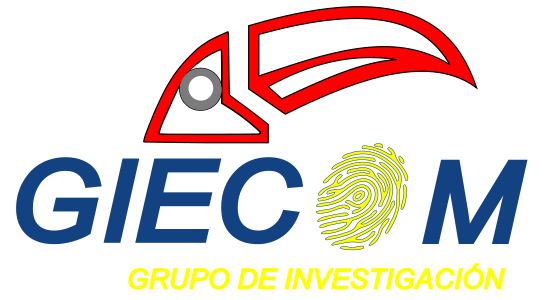 GIECOM
GRUPO DE INVESTIGACIÓN